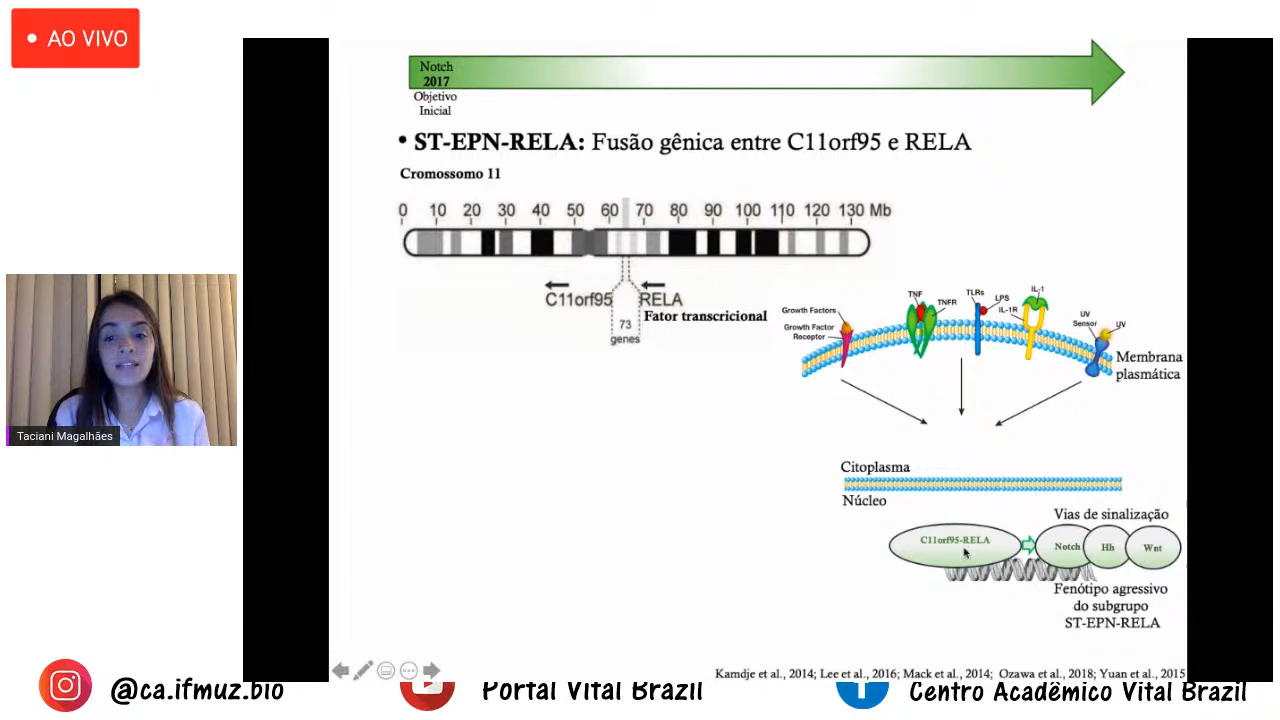 AO VIVO
Notch
2017
Objetivo
Inicial
• ST-EPN-RELA: Fusão gênica entre C11orf95 e RELA
Cromossomo 11
0 10 20 30 40 50 60 70 80 90 100 110 120 130 Mb
C11orf95 RELA
Fator transcricional
73
genes
Growth Factors
Growth Factor
Receptor
TNF
TNFR
TLRs
LPS
IL-1
IL-1R
UV
Sensor
UV
Membrana
plasmática
Citoplasma
Núcleo
Vias de sinalização
C11orf95-RELA
Notch
Hh
Wnt
Fenótipo agressivo
do subgrupo
ST-EPN-RELA
Taciani Magalhães
Kamdje et al., 2014; Lee et al., 2016; Mack et al., 2014; Ozawa et al., 2018; Yuan et al., 2015
@ca.ifmuz.bio
Portal Vital Brazil
Centro Acadêmico Vital Brazil